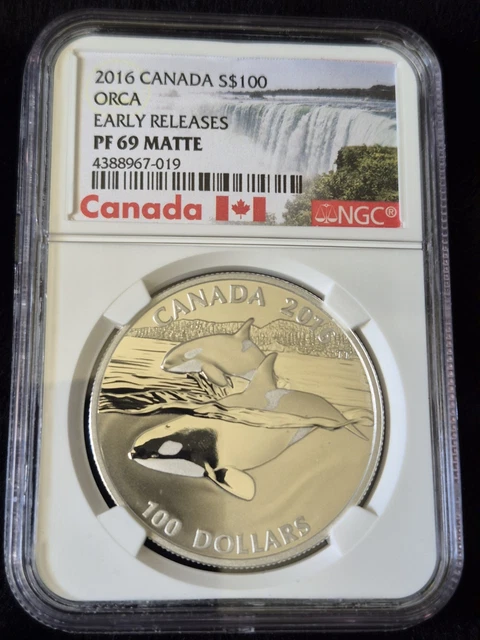 2016 CANADA S$100
ORCA
EARLY RELEASES
PF 69 MATTE
4388967-019
Canada NGC®
CANADA 2016
100 DOLLARS